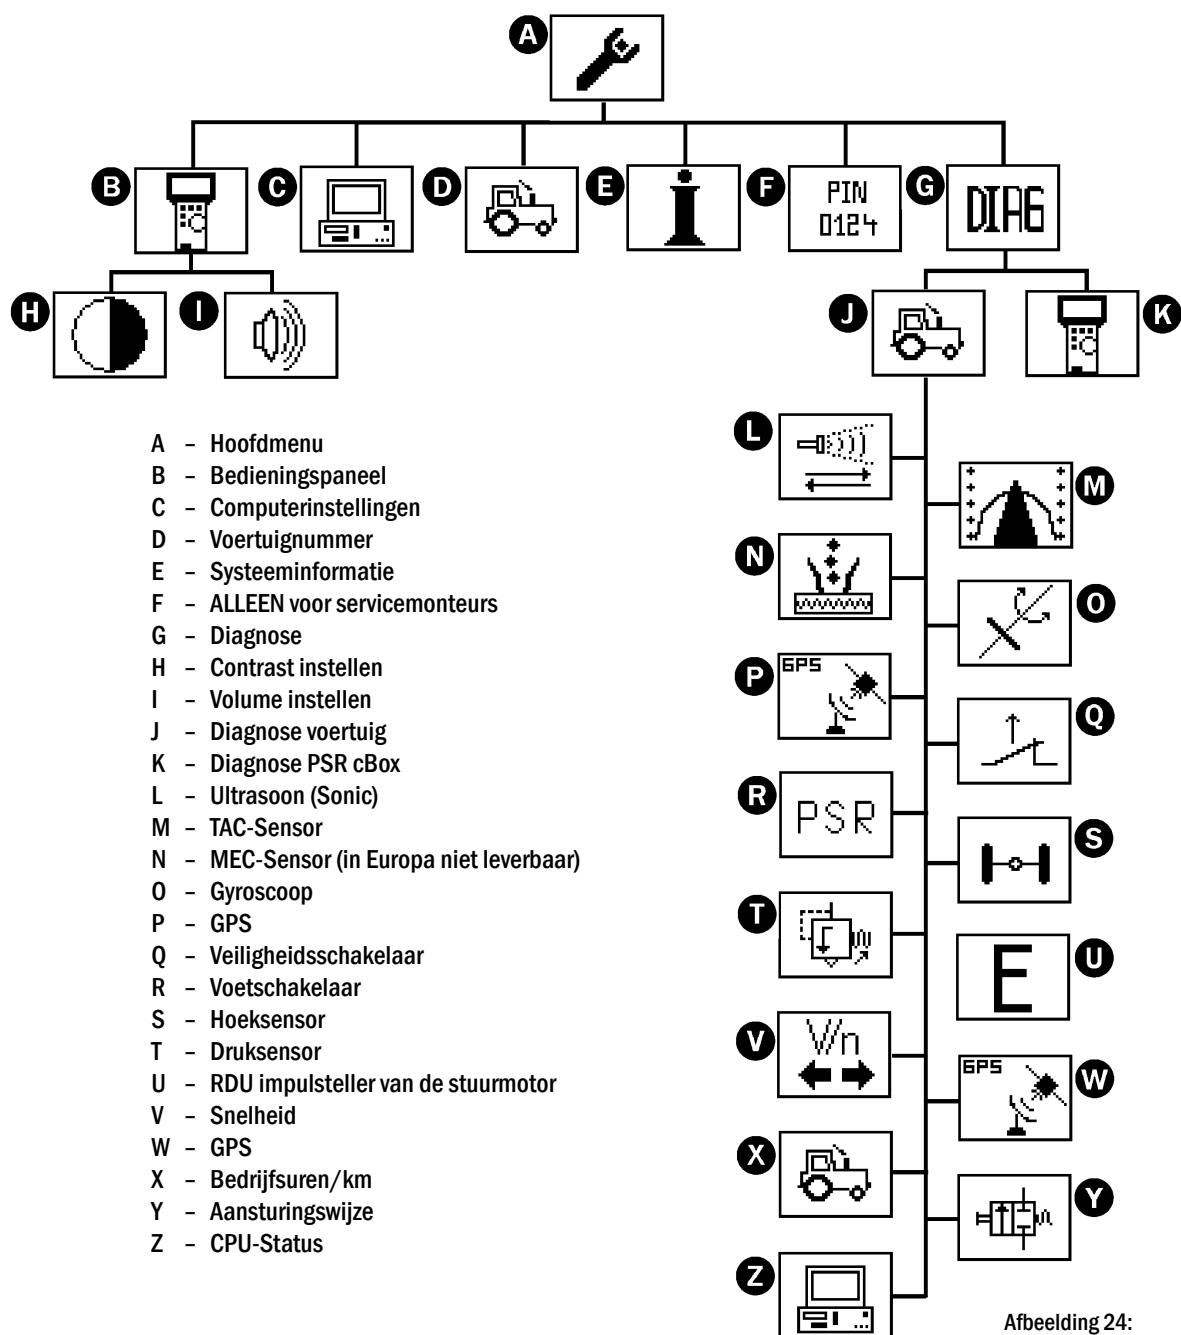 A
B
C
D
E
F
PIN
0124
G
DIAG
H
I
J
K
A – Hoofdmenu
B – Bedieningspaneel
C – Computerinstellingen
D – Voertuignummer
E – Systeeminformatie
F – ALLEEN voor servicemonteurs
G – Diagnose
H – Contrast instellen
I – Volume instellen
J – Diagnose voertuig
K – Diagnose PSR cBox
L – Ultrasoon (Sonic)
M – TAC-Sensor
N – MEC-Sensor (in Europa niet leverbaar)
O – Gyroscoop
P – GPS
Q – Veiligheidsschakelaar
R – Voetschakelaar
S – Hoeksensor
T – Druksensor
U – RDU impulsteller van de stuurmotor
V – Snelheid
W – GPS
X – Bedrijfsuren/km
Y – Aansturingswijze
Z – CPU-Status
L
M
N
O
P
GPS
Q
R
PSR
S
T
U
E
V
V/n
W
GPS
X
Y
Z
Afbeelding 24: